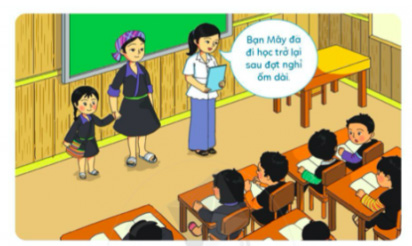 Bạn Mây đã
đi học trở lại
sau đợt nghỉ
ốm dài.